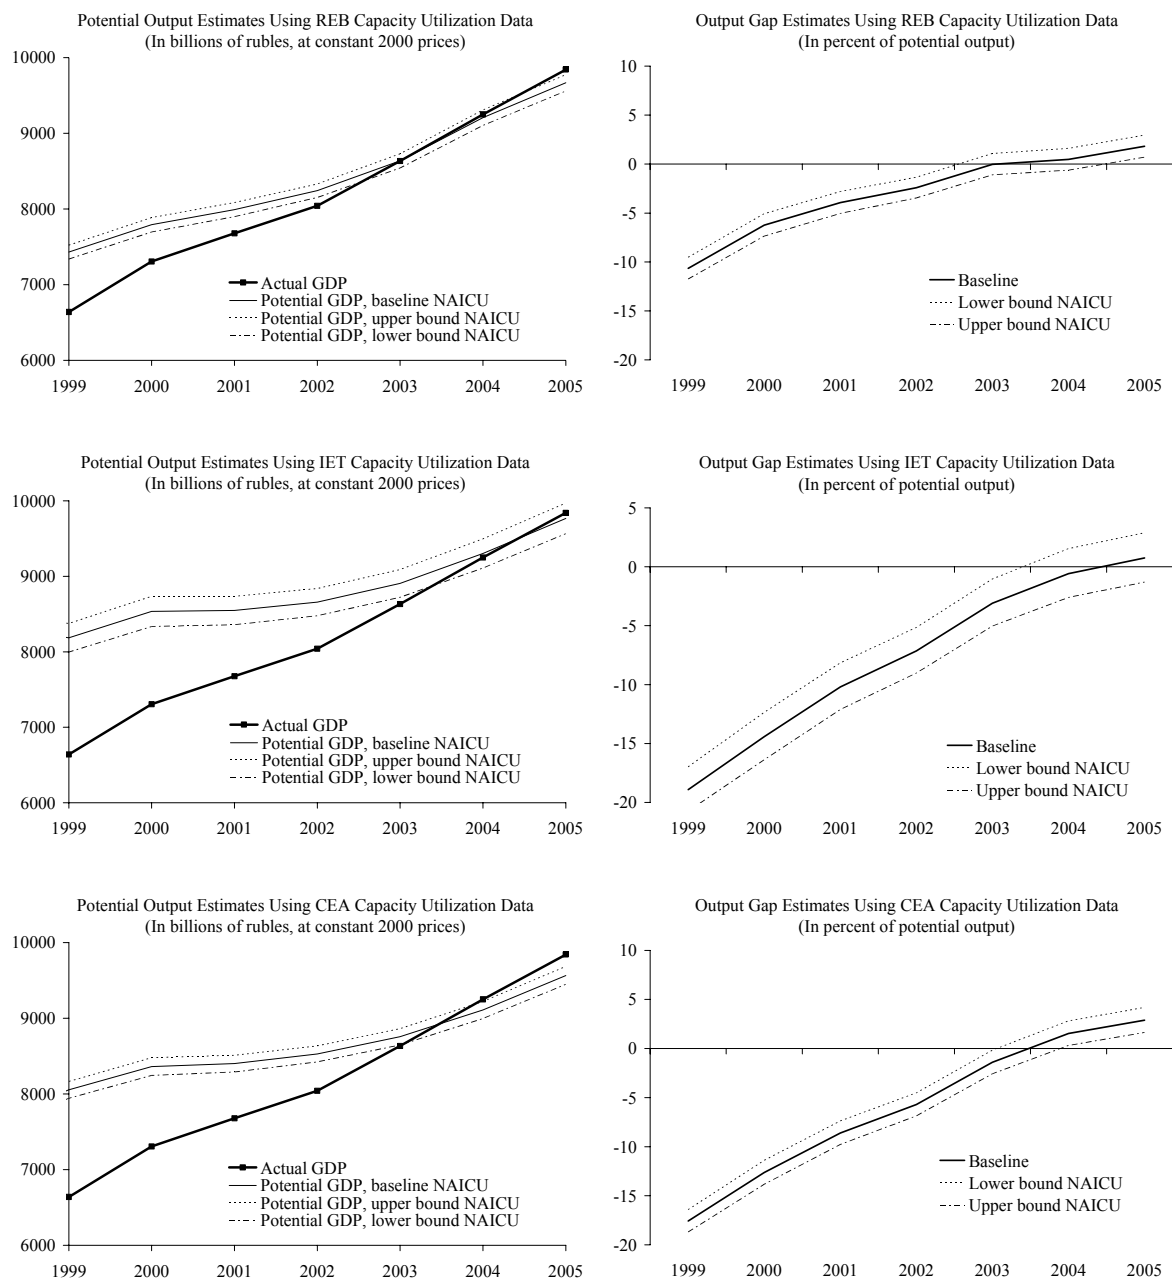 Potential Output Estimates Using REB Capacity Utilization Data
(In billions of rubles, at constant 2000 prices)
10000
9000
8000
7000
6000
Actual GDP
Potential GDP, baseline NAICU
Potential GDP, upper bound NAICU
Potential GDP, lower bound NAICU
1999 2000 2001 2002 2003 2004 2005
Output Gap Estimates Using REB Capacity Utilization Data
(In percent of potential output)
10
5
0
-5
-10
-15
-20
Baseline
Lower bound NAICU
Upper bound NAICU
1999 2000 2001 2002 2003 2004 2005
Potential Output Estimates Using IET Capacity Utilization Data
(In billions of rubles, at constant 2000 prices)
10000
9000
8000
7000
6000
Actual GDP
Potential GDP, baseline NAICU
Potential GDP, upper bound NAICU
Potential GDP, lower bound NAICU
1999 2000 2001 2002 2003 2004 2005
Output Gap Estimates Using IET Capacity Utilization Data
(In percent of potential output)
5
0
-5
-10
-15
-20
Baseline
Lower bound NAICU
Upper bound NAICU
1999 2000 2001 2002 2003 2004 2005
Potential Output Estimates Using CEA Capacity Utilization Data
(In billions of rubles, at constant 2000 prices)
10000
9000
8000
7000
6000
Actual GDP
Potential GDP, baseline NAICU
Potential GDP, upper bound NAICU
Potential GDP, lower bound NAICU
1999 2000 2001 2002 2003 2004 2005
Output Gap Estimates Using CEA Capacity Utilization Data
(In percent of potential output)
10
5
0
-5
-10
-15
-20
Baseline
Lower bound NAICU
Upper bound NAICU
1999 2000 2001 2002 2003 2004 2005